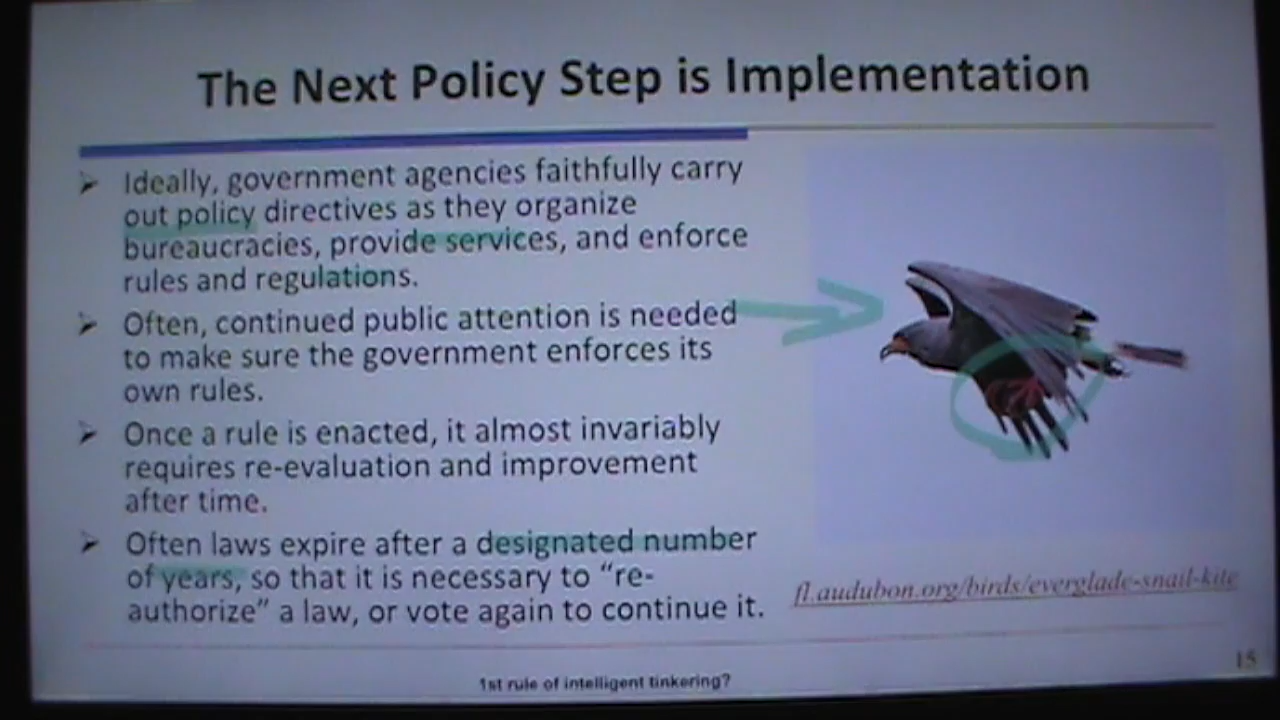 The Next Policy Step is Implementation
Ideally, government agencies faithfully carry
out policy directives as they organize
bureaucracies, provide services, and enforce
rules and regulations.
Often, continued public attention is needed
to make sure the government enforces its
own rules.
Once a rule is enacted, it almost invariably
requires re-evaluation and improvement
after time.
Often laws expire after a designated number
of years, so that it is necessary to “re-
authorize” a law, or vote again to continue it.
fl.audubon.org/birds/everglade-snail-kite
15
1st rule of intelligent tinkering?